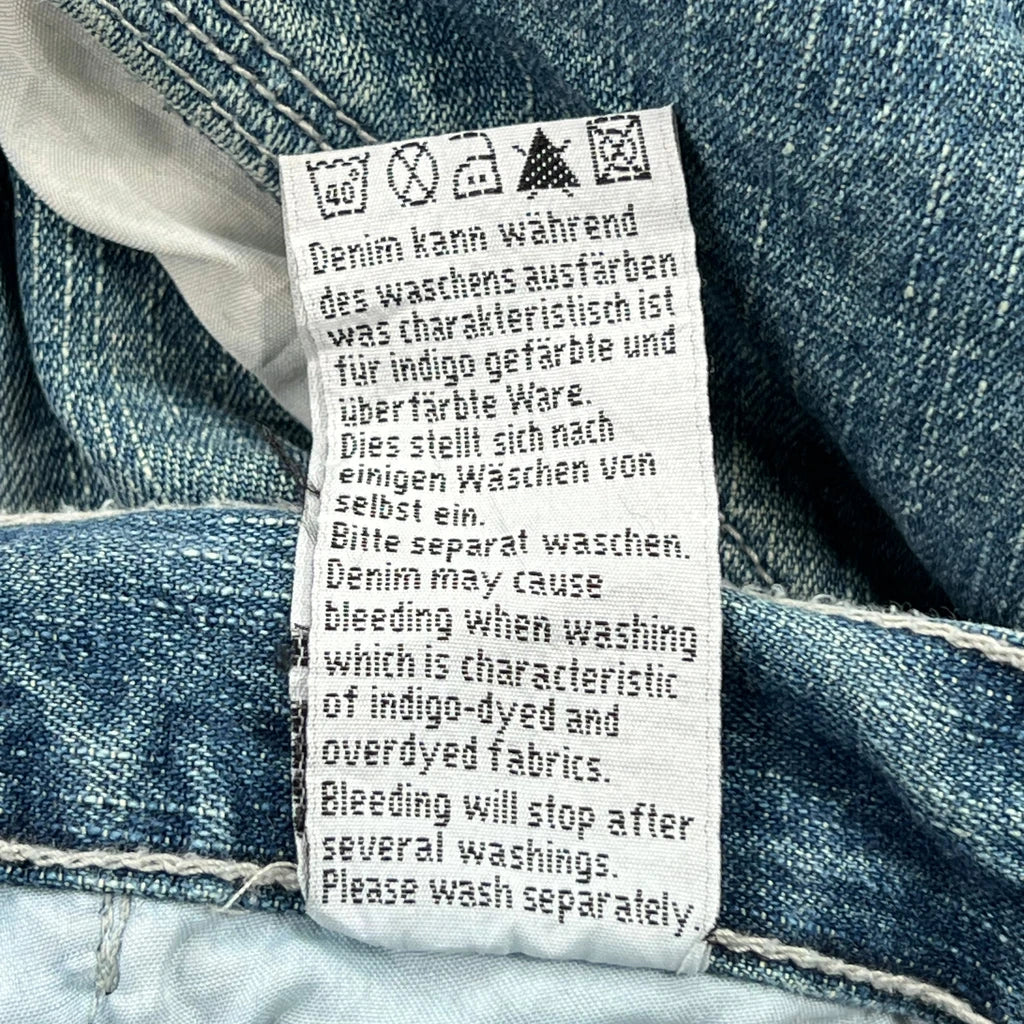 40°
Denim kann während
des waschens ausfärben
was charakteristisch ist
für indigo gefärbte und
überfärbte Ware.
Dies stellt sich nach
einigen Wäschen von
selbst ein.
Bitte separat waschen.
Denim may cause
bleeding when washing
which is characteristic
of indigo-dyed and
overdyed fabrics.
Bleeding will stop after
several washings.
Please wash separately.